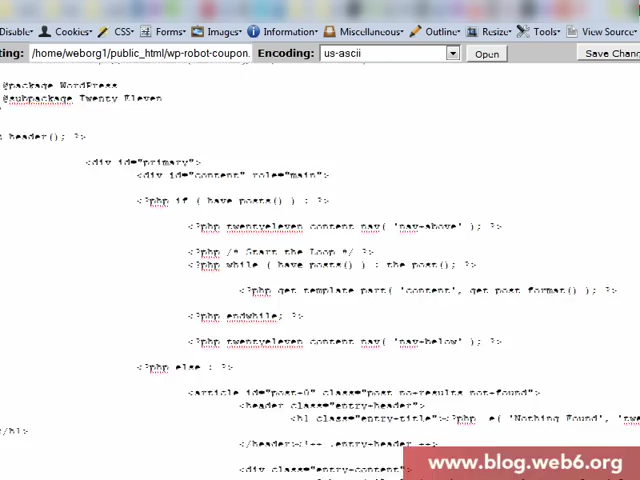 Disable Cookies CSS Forms Images Information Miscellaneous Outline Resize Tools View Source
ting: /home/weborg1/public_html/wp-robot-coupon. Encoding: us-ascii Open Save Chang
@package WordPress
@subpackage Twenty Eleven
t header(); ?>
<div id="primary">
<div id="content" role="main">
<?php if ( have_posts() ) : ?>
<?php twentyeleven_content_nav( 'nav-above' ); ?>
<?php /* Start the Loop */ ?>
<?php while ( have_posts() ) : the_post(); ?>
<?php get_template_part( 'content', get_post_format() ); ?>
<?php endwhile; ?>
<?php twentyeleven_content_nav( 'nav-below' ); ?>
<?php else : ?>
<article id="post-0" class="post no-results not-found">
<header class="entry-header">
<h1 class="entry-title"><?php _e( 'Nothing Found', 'twe
/h1>
</header><!-- .entry-header -->
<div class="entry-content">
www.blog.web6.org